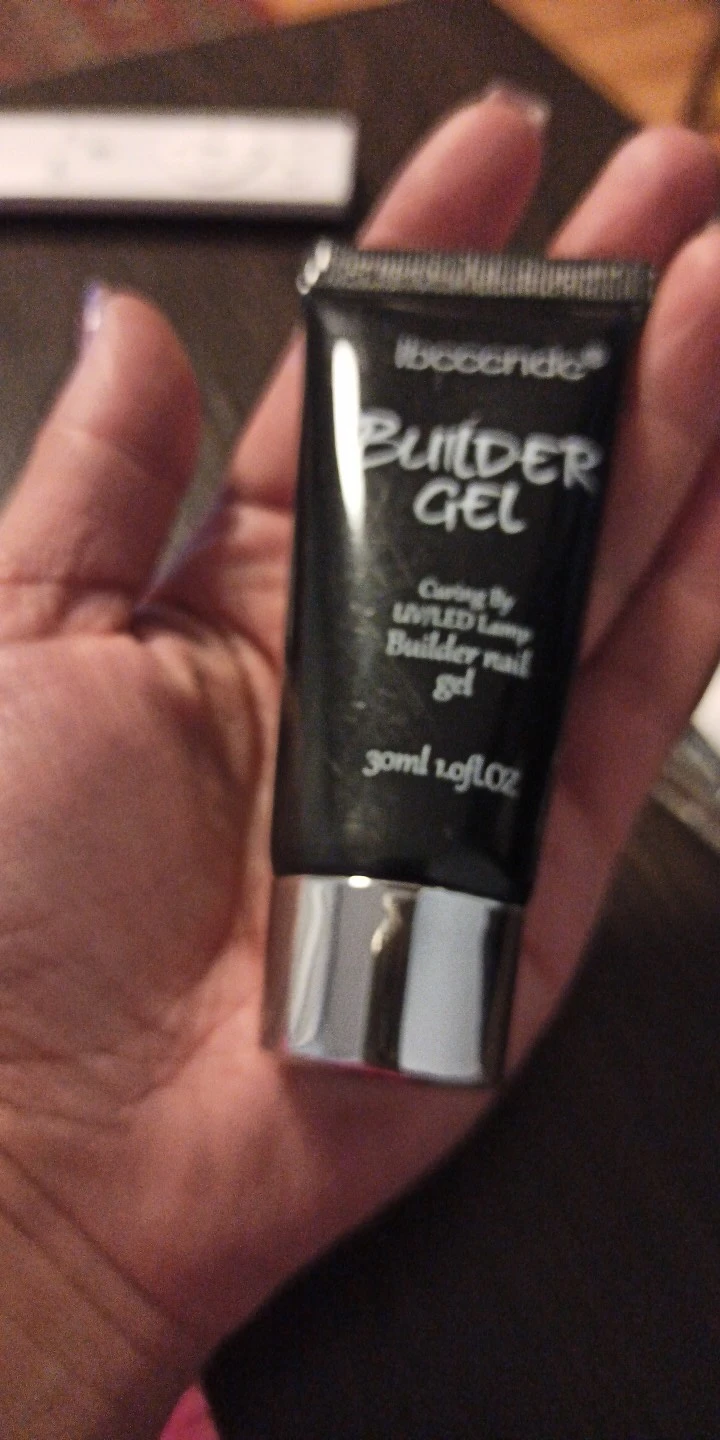 BUILDER
GEL
Curing By
UV/LED Lamp
Builder nail
gel
30ml 1.0fl.OZ